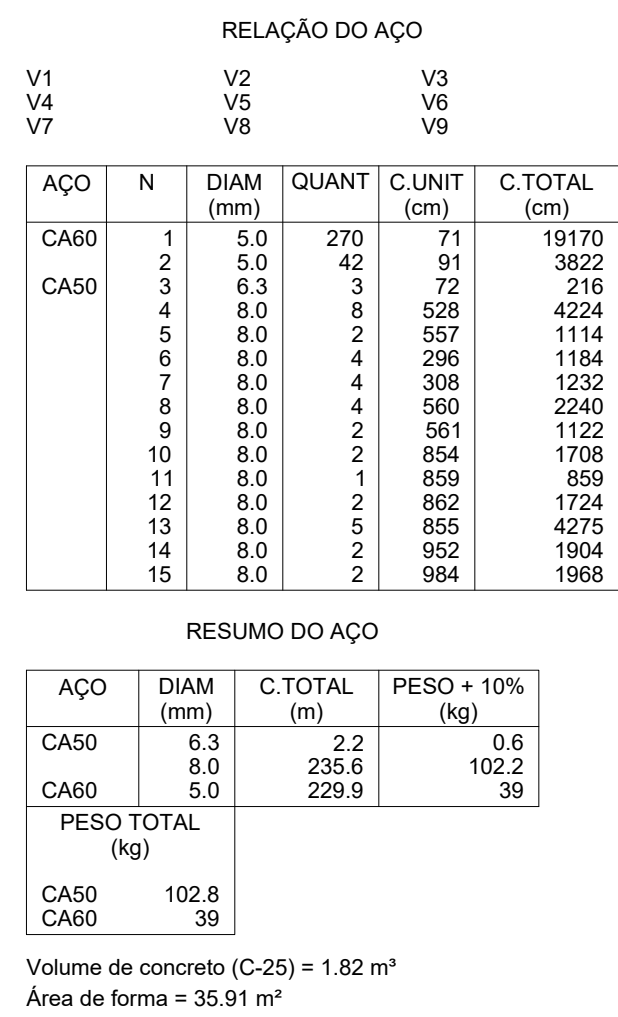 RELAÇÃO DO AÇO
V1 V2 V3
V4 V5 V6
V7 V8 V9
AÇO N DIAM QUANT C.UNIT C.TOTAL
(mm) (cm) (cm)
CA60 1 5.0 270 71 19170
2 5.0 42 91 3822
CA50 3 6.3 3 72 216
4 8.0 8 528 4224
5 8.0 2 557 1114
6 8.0 4 296 1184
7 8.0 4 308 1232
8 8.0 4 560 2240
9 8.0 2 561 1122
10 8.0 2 854 1708
11 8.0 1 859 859
12 8.0 2 862 1724
13 8.0 5 855 4275
14 8.0 2 952 1904
15 8.0 2 984 1968
RESUMO DO AÇO
AÇO DIAM C.TOTAL PESO + 10%
(mm) (m) (kg)
CA50 6.3 2.2 0.6
8.0 235.6 102.2
CA60 5.0 229.9 39
PESO TOTAL
(kg)
CA50 102.8
CA60 39
Volume de concreto (C-25) = 1.82 m³
Área de forma = 35.91 m²